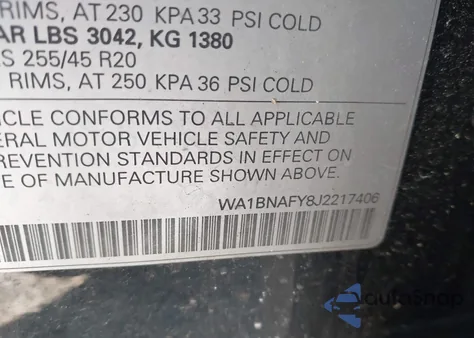 RIMS, AT 230 KPA 33 PSI COLD
AR LBS 3042, KG 1380
S 255/45 R20
RIMS, AT 250 KPA 36 PSI COLD
ICLE CONFORMS TO ALL APPLICABLE
ERAL MOTOR VEHICLE SAFETY AND
PREVENTION STANDARDS IN EFFECT ON
OF MANUFACTURE SHOWN ABOVE.
WA1BNAFY8J2217406
autoSnap